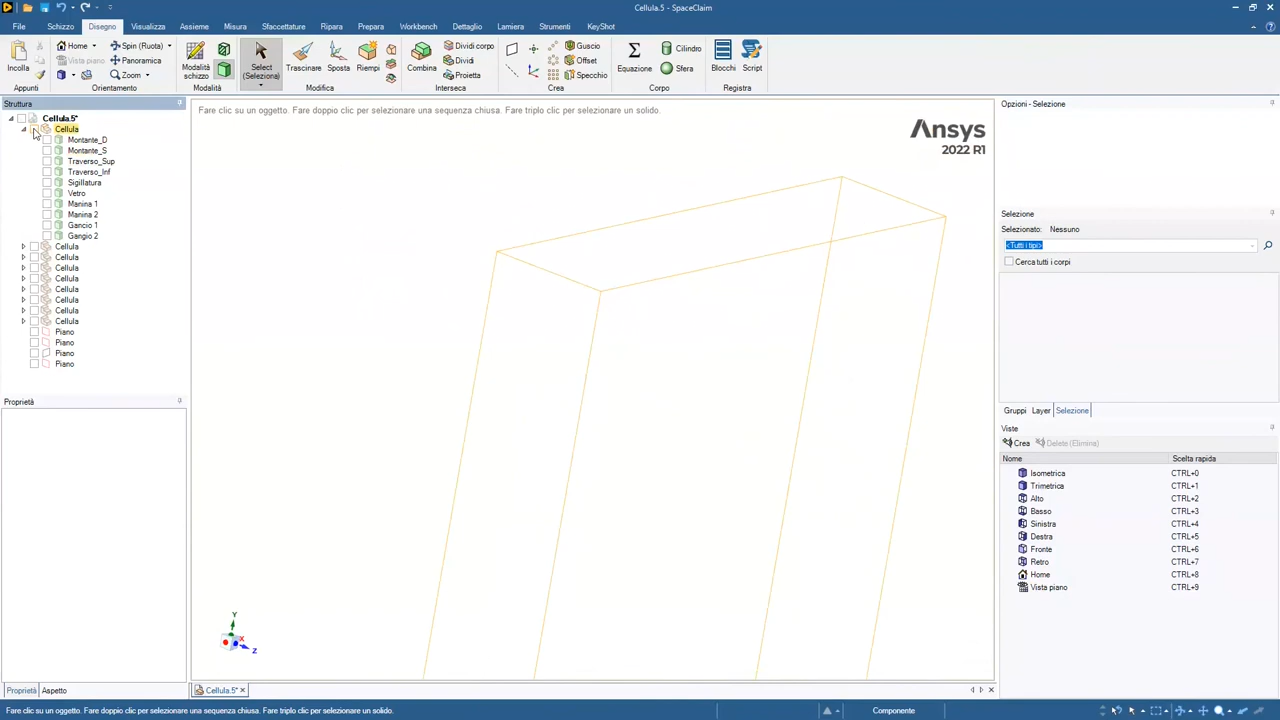 Cellula.5* - SpaceClaim
File Schizzo Disegno Visualizza Assieme Misura Sfaccettature Ripara Prepara Workbench Dettaglio Lamiera Strumenti KeyShot
Incolla
Home
Vista piano
Spin (Ruota)
Panoramica
Zoom
Modalità
schizzo
Select
(Seleziona)
Trascinare
Sposta
Riempi
Combina
Dividi corpo
Dividi
Proietta
Guscio
Offset
Specchio
Equazione
Cilindro
Sfera
Blocchi
Script
Appunti Orientamento Modalità Modifica Interseca Crea Corpo Registra
Struttura
Cellula.5*
Cellula
Montante_D
Montante_S
Traverso_Sup
Traverso_Inf
Sigillatura
Vetro
Manina 1
Manina 2
Gancio 1
Gangio 2
Cellula
Cellula
Cellula
Cellula
Cellula
Cellula
Cellula
Cellula
Piano
Piano
Piano
Piano
Proprietà
Proprietà Aspetto
Fare clic su un oggetto. Fare doppio clic per selezionare una sequenza chiusa. Fare triplo clic per selezionare un solido.
Ansys
2022 R1
Y
X
Z
Cellula.5*
Opzioni - Selezione
Selezione
Selezionato: Nessuno
<Tutti i tipi>
Cerca tutti i corpi
Gruppi Layer Selezione
Viste
Crea Delete (Elimina)
Nome Scelta rapida
Isometrica CTRL+0
Trimetrica CTRL+1
Alto CTRL+2
Basso CTRL+3
Sinistra CTRL+4
Destra CTRL+5
Fronte CTRL+6
Retro CTRL+7
Home CTRL+8
Vista piano CTRL+9
Fare clic su un oggetto. Fare doppio clic per selezionare una sequenza chiusa. Fare triplo clic per selezionare un solido.
Componente